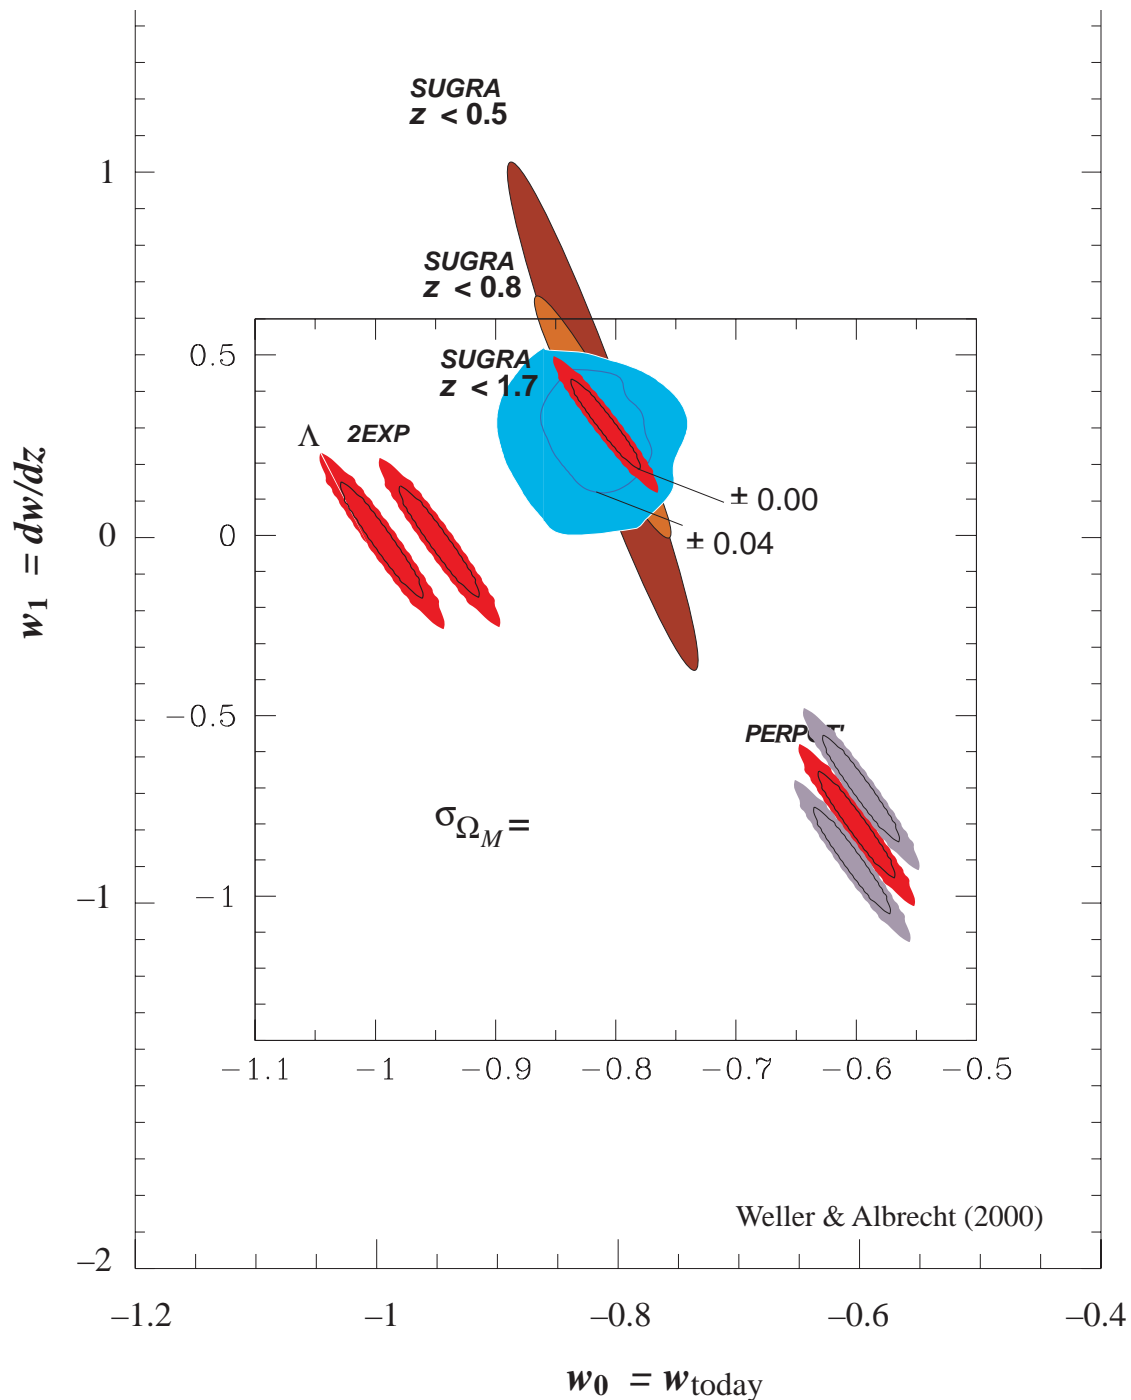 SUGRA
z < 0.5
1
SUGRA
z < 0.8
0.5
SUGRA
z < 1.7
Λ 2EXP
± 0.00
0
0
± 0.04
w1 = dw/dz
−0.5
σΩM =
−1
−1
−1.1 −1 −0.9 −0.8 −0.7 −0.6 −0.5
Weller & Albrecht (2000)
−2
−1.2 −1 −0.8 −0.6 −0.4
w0 = wtoday